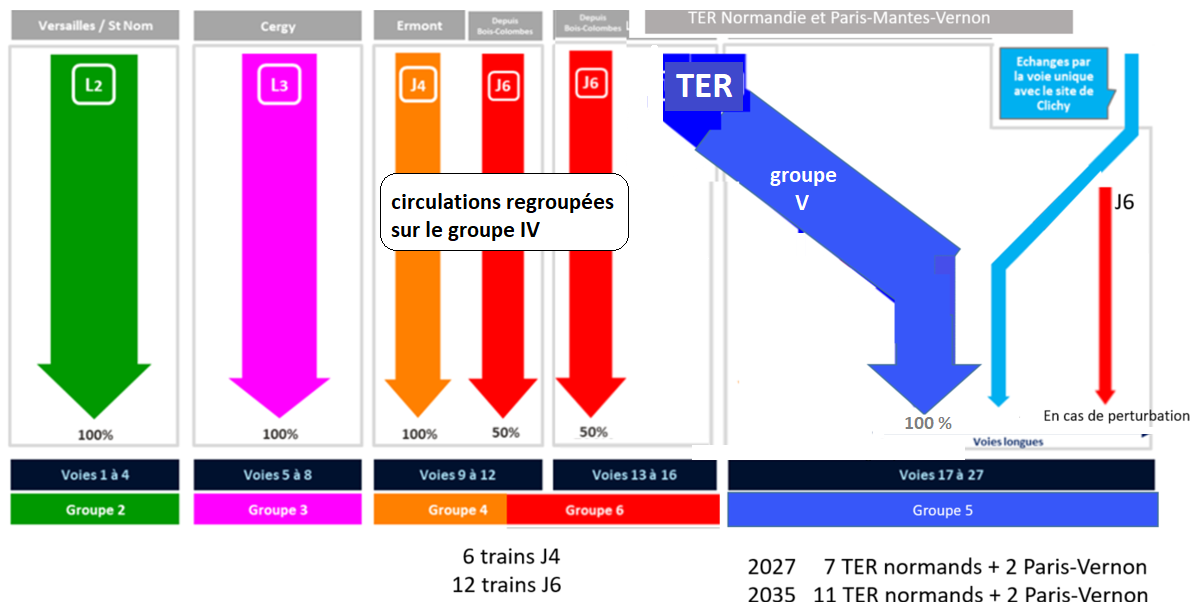 Versailles / St Nom
Cergy
Ermont
Depuis
Bois-Colombes
Depuis
Bois-Colombes
TER Normandie et Paris-Mantes-Vernon
L2
L3
J4
J6
J6
TER
Echanges par
la voie unique
avec le site de
Clichy
groupe
V
J6
circulations regroupées
sur le groupe IV
100%
100%
100%
50%
50%
100 %
En cas de perturbation
Voies longues
Voies 1 à 4
Voies 5 à 8
Voies 9 à 12
Voies 13 à 16
Voies 17 à 27
Groupe 2
Groupe 3
Groupe 4
Groupe 6
Groupe 5
6 trains J4
12 trains J6
2027 7 TER normands + 2 Paris-Vernon
2035 11 TER normands + 2 Paris-Vernon